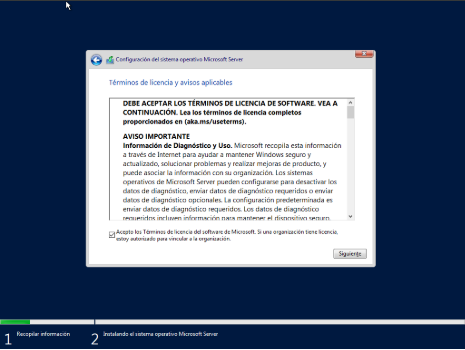 Configuración del sistema operativo Microsoft Server
Términos de licencia y avisos aplicables
DEBE ACEPTAR LOS TÉRMINOS DE LICENCIA DE SOFTWARE. VEA A
CONTINUACIÓN. Lea los términos de licencia completos
proporcionados en (aka.ms/useterms).
AVISO IMPORTANTE
Información de Diagnóstico y Uso. Microsoft recopila esta información
a través de Internet para ayudar a mantener Windows seguro y
actualizado, solucionar problemas y realizar mejoras de producto, y
puede asociar la información con su organización. Los sistemas
operativos de Microsoft Server pueden configurarse para desactivar los
datos de diagnóstico, enviar datos de diagnóstico requeridos o enviar
datos de diagnóstico opcionales. La configuración predeterminada es
enviar datos de diagnóstico requeridos. Los datos de diagnóstico
requeridos incluyen información para mantener el dispositivo seguro,
Acepto los Términos de licencia del software de Microsoft. Si una organización tiene licencia,
estoy autorizado para vincular a la organización.
Siguiente
1 Recopilar información
2 Instalando el sistema operativo Microsoft Server